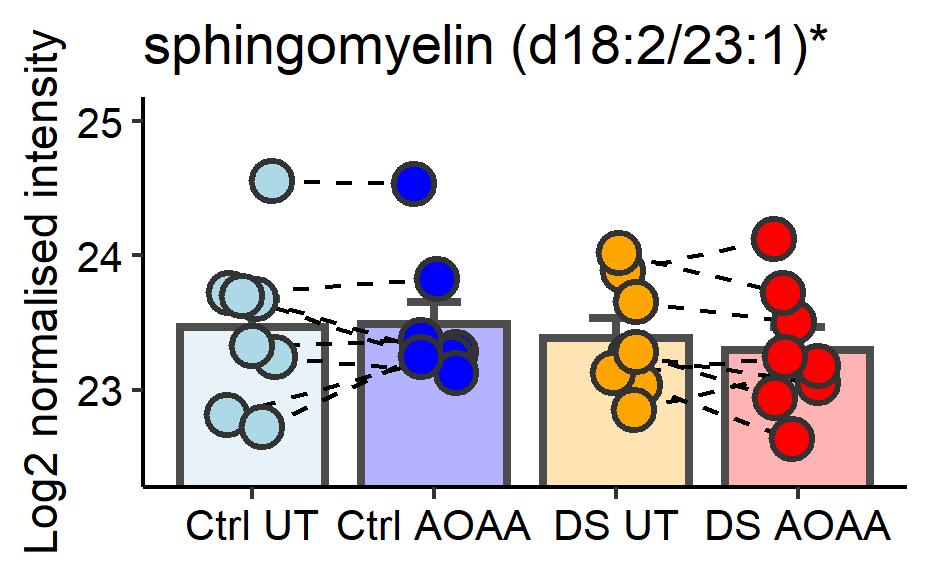 sphingomyelin (d18:2/23:1)*
Log2 normalised intensity
25
24
23
Ctrl UT
Ctrl AOAA
DS UT
DS AOAA